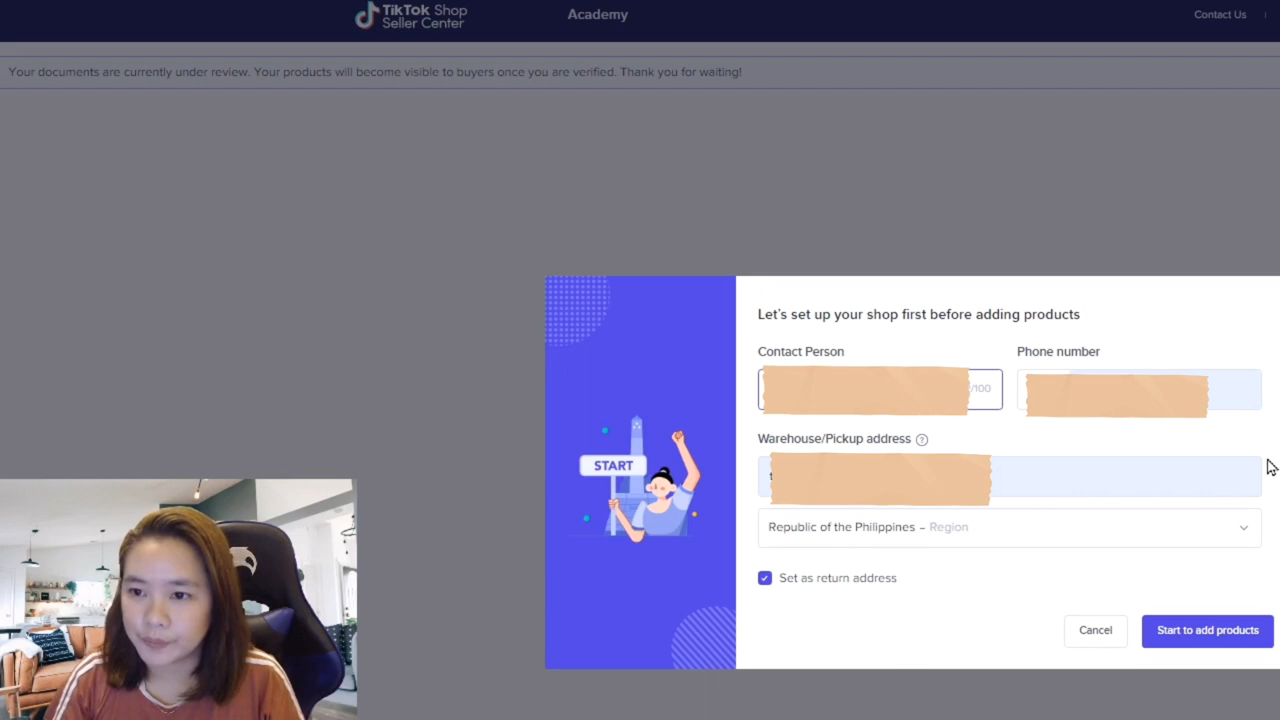 TikTok Shop
Seller Center
Academy
Contact Us
Your documents are currently under review. Your products will become visible to buyers once you are verified. Thank you for waiting!
Let's set up your shop first before adding products
Contact Person
Phone number
/100
Warehouse/Pickup address ?
START
Republic of the Philippines – Region
Set as return address
Cancel
Start to add products